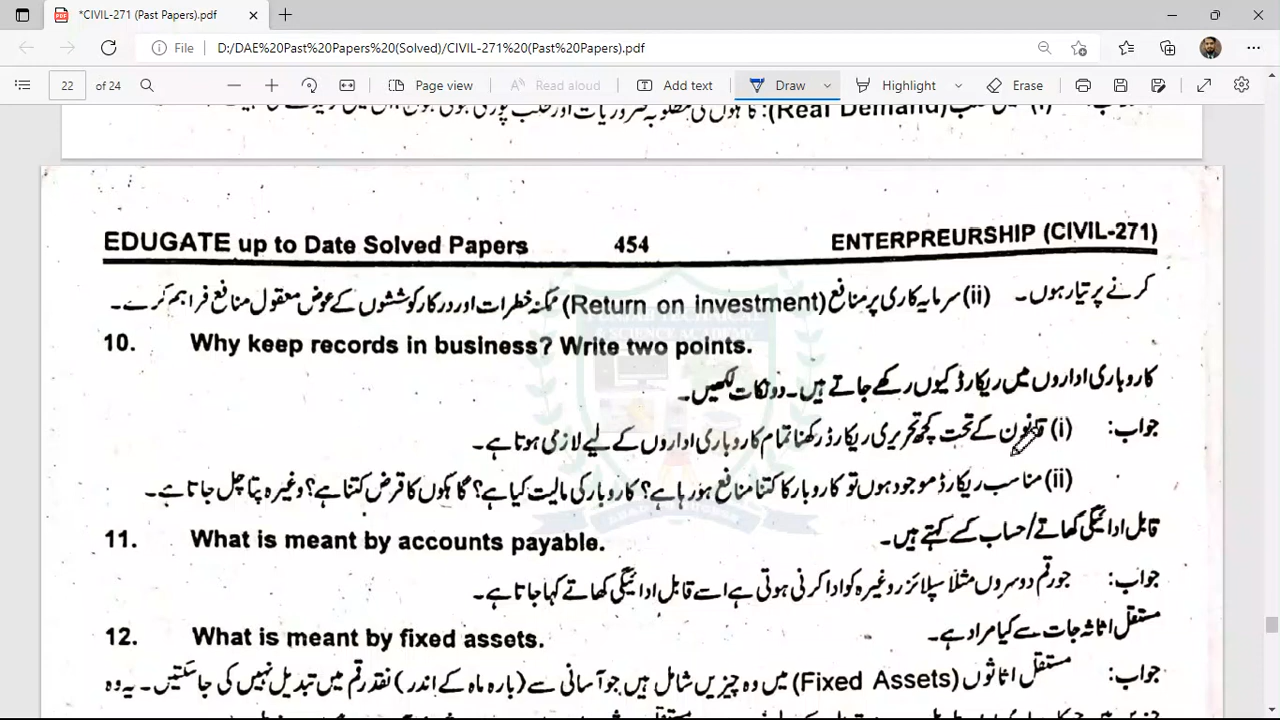 *CIVIL-271 (Past Papers).pdf
File D:/DAE%20Past%20Papers%20(Solved)/CIVIL-271%20(Past%20Papers).pdf
22 of 24 Page view Read aloud Add text Draw Highlight Erase
(Real Demand): گاہکوں کی مطلوبہ ضروریات اور طلب پوری
EDUGATE up to Date Solved Papers 454 ENTERPREURSHIP (CIVIL-271)
کرنے پر تیار ہوں۔ (ii) سرمایہ کاری پر منافع (Return on investment) ممکنہ خطرات اور درکار کوششوں کے عوض معقول منافع فراہم کرے۔
10. Why keep records in business? Write two points.
کاروباری اداروں میں ریکارڈ کیوں رکھے جاتے ہیں۔ دو نکات لکھیں۔
جواب: (i) قانون کے تحت کچھ تحریری ریکارڈ رکھنا تمام کاروباری اداروں کے لیے لازمی ہوتا ہے۔
(ii) مناسب ریکارڈ موجود ہوں تو کاروبار کا کتنا منافع ہو رہا ہے؟ کاروبار کی مالیت کیا ہے؟ گاہکوں کا قرض کتنا ہے؟ وغیرہ پتا چل جاتا ہے۔
11. What is meant by accounts payable. قابل ادائیگی کھاتے/حساب کسے کہتے ہیں۔
جواب: جو رقم دوسروں مثلاً سپلائرز وغیرہ کو ادا کرنی ہوتی ہے اسے قابل ادائیگی کھاتے کہا جاتا ہے۔
12. What is meant by fixed assets. مستقل اثاثہ جات سے کیا مراد ہے۔
جواب: مستقل اثاثوں (Fixed Assets) میں وہ چیزیں شامل ہیں جو آسانی سے (بارہ ماہ کے اندر) نقد رقم میں تبدیل نہیں کی جا سکتیں۔ یہ وہ